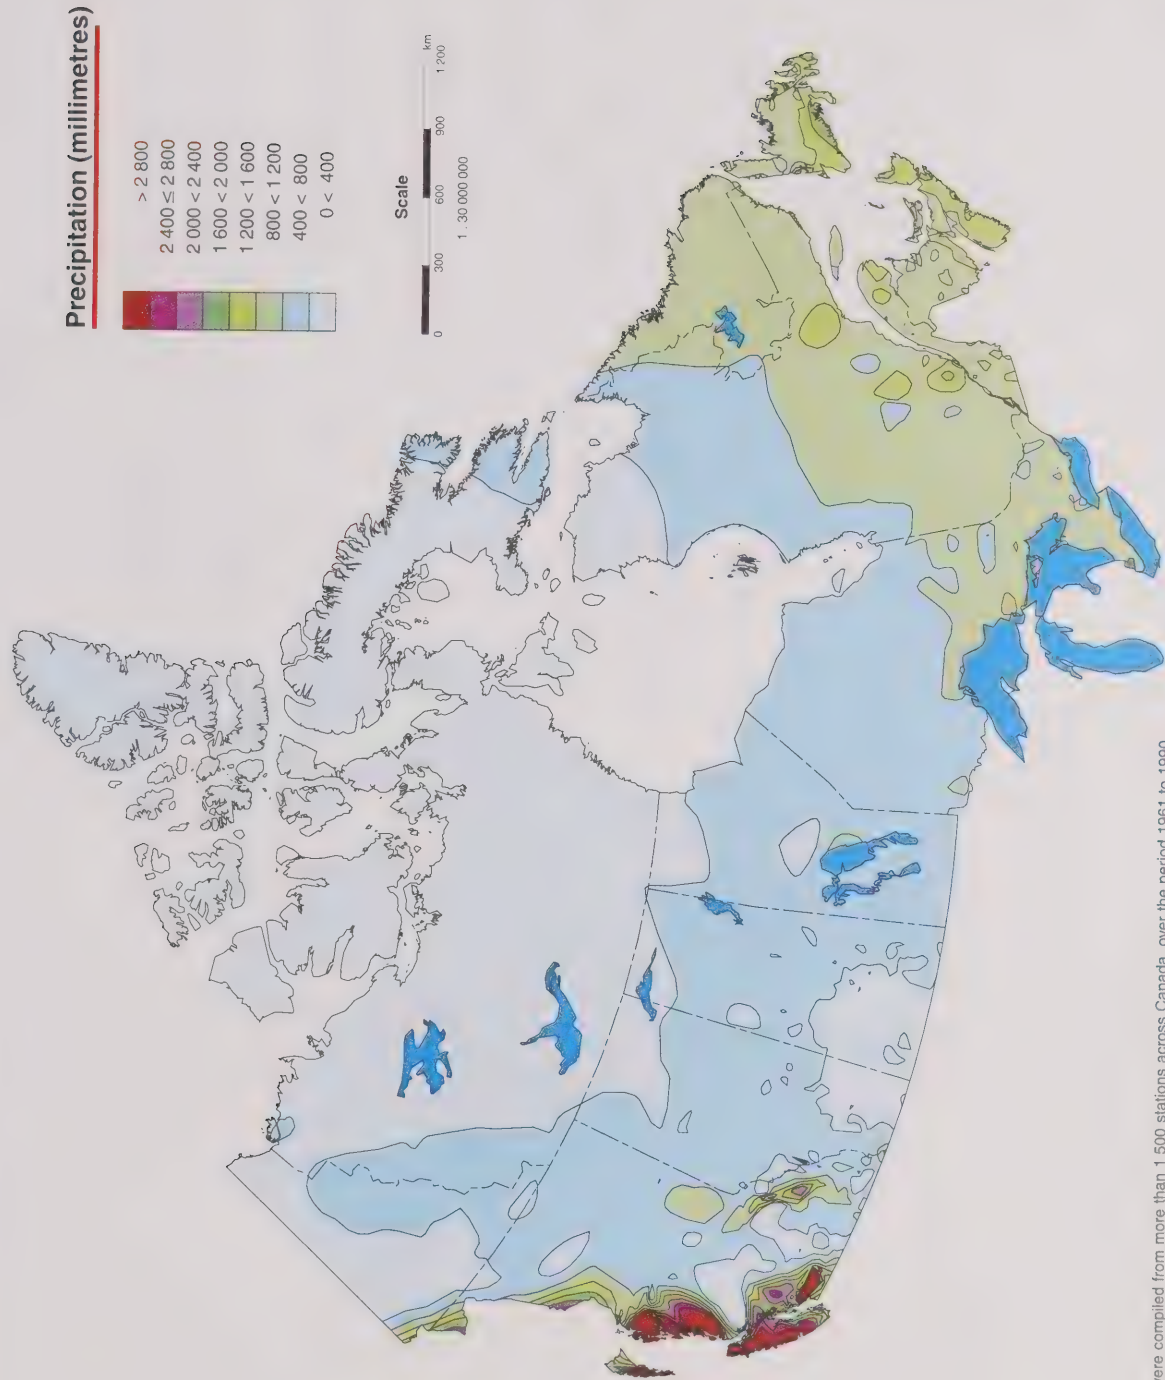 Precipitation (millimetres)
> 2 800
2 400 ≤ 2 800
2 000 < 2 400
1 600 < 2 000
1 200 < 1 600
800 < 1 200
400 < 800
0 < 400
Scale
0 300 600 900 1 200 km
1 : 30 000 000
were compiled from more than 1 500 stations across Canada, over the period 1961 to 1990